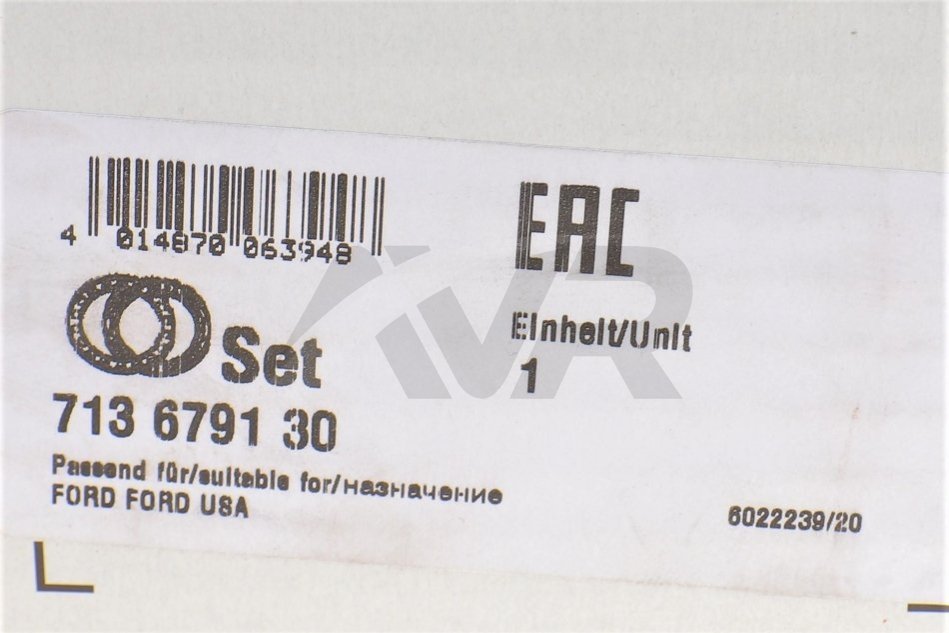 4 014870 063948
EAC
Set
Einheit/Unit
1
713 6791 30
Passend für/suitable for/назначение
FORD FORD USA
6022239/20
IVR